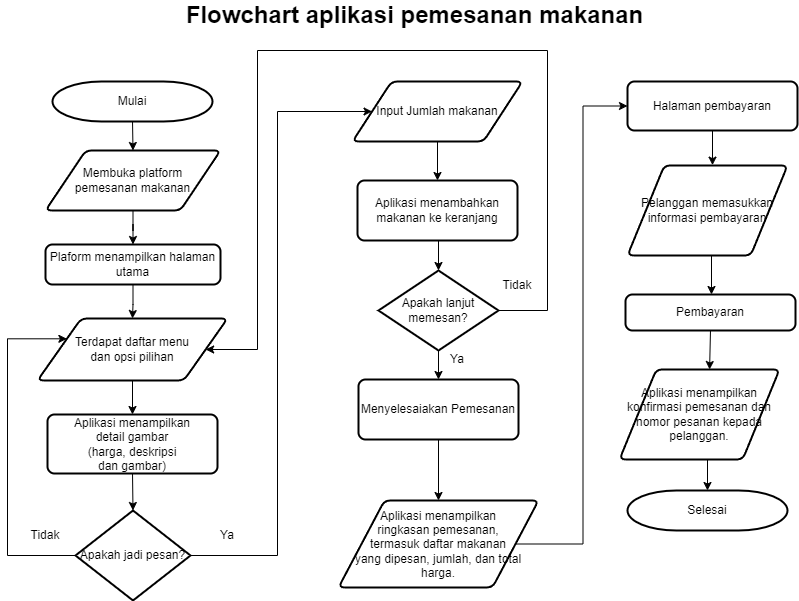 Flowchart aplikasi pemesanan makanan
Mulai
Membuka platform
pemesanan makanan
Plaform menampilkan halaman
utama
Terdapat daftar menu
dan opsi pilihan
Aplikasi menampilkan
detail gambar
(harga, deskripsi
dan gambar)
Apakah jadi pesan?
Tidak
Ya
Input Jumlah makanan
Aplikasi menambahkan
makanan ke keranjang
Apakah lanjut
memesan?
Tidak
Ya
Menyelesaiakan Pemesanan
Aplikasi menampilkan
ringkasan pemesanan,
termasuk daftar makanan
yang dipesan, jumlah, dan total
harga.
Halaman pembayaran
Pelanggan memasukkan
informasi pembayaran
Pembayaran
Aplikasi menampilkan
konfirmasi pemesanan dan
nomor pesanan kepada
pelanggan.
Selesai